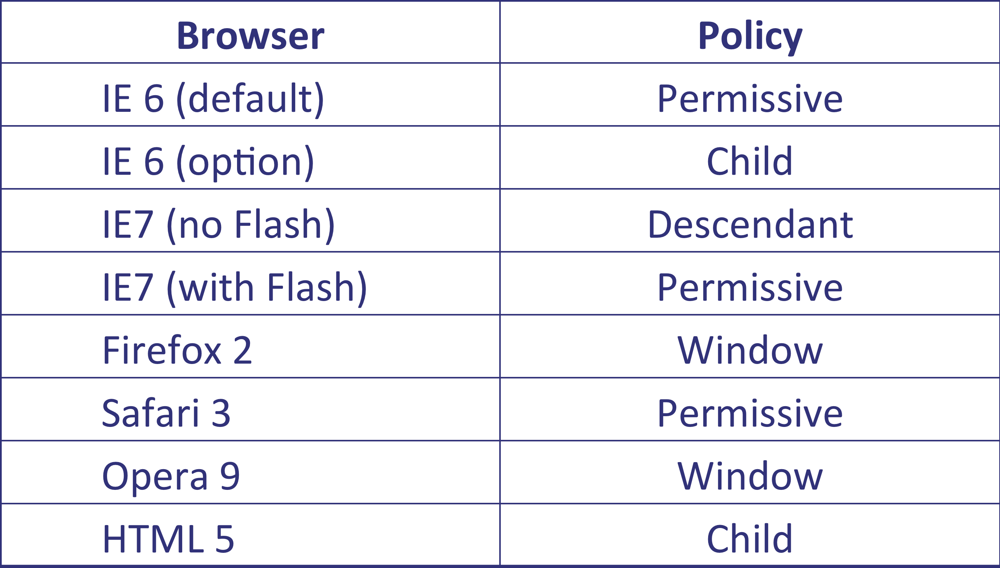 Browser Policy
IE 6 (default) Permissive
IE 6 (option) Child
IE7 (no Flash) Descendant
IE7 (with Flash) Permissive
Firefox 2 Window
Safari 3 Permissive
Opera 9 Window
HTML 5 Child